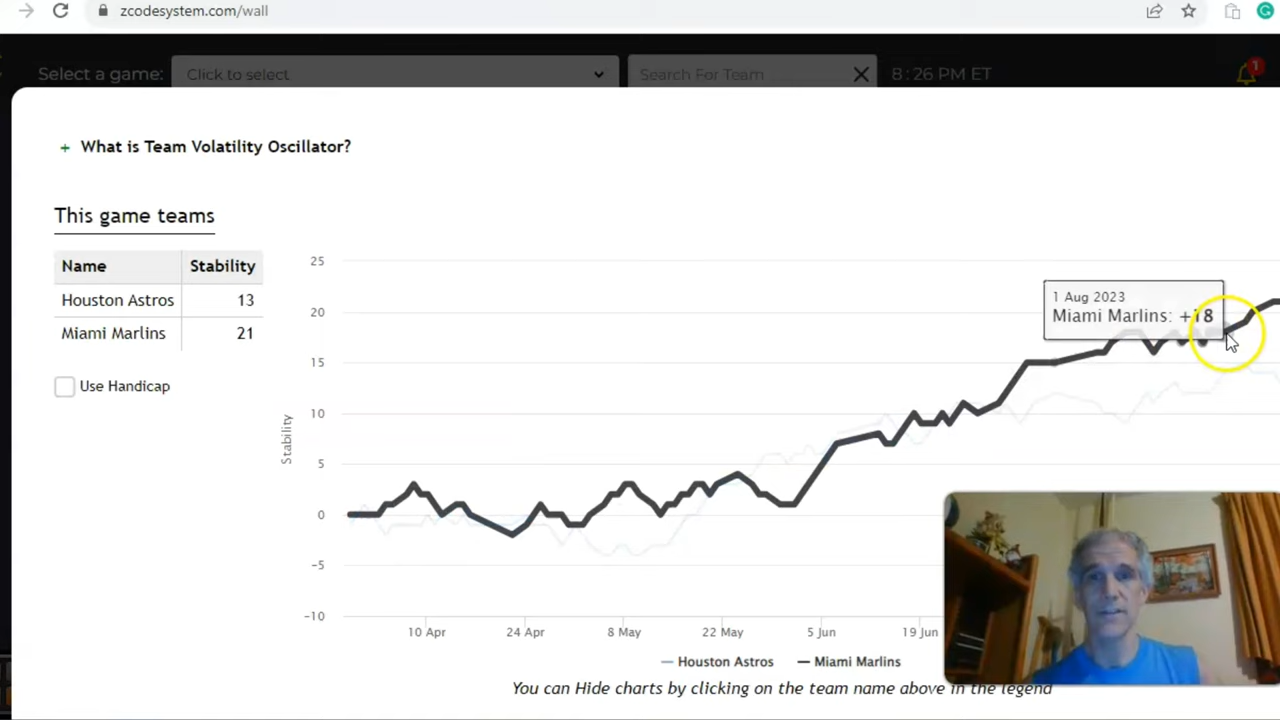 zcodesystem.com/wall
Select a game: Click to select Search For Team 8:26 PM ET
1
+ What is Team Volatility Oscillator?
This game teams
Name Stability
Houston Astros 13
Miami Marlins 21
Use Handicap
Stability
25
20
15
10
5
0
-5
-10
1 Aug 2023
Miami Marlins: +18
10 Apr 24 Apr 8 May 22 May 5 Jun 19 Jun
Houston Astros Miami Marlins
You can Hide charts by clicking on the team name above in the legend